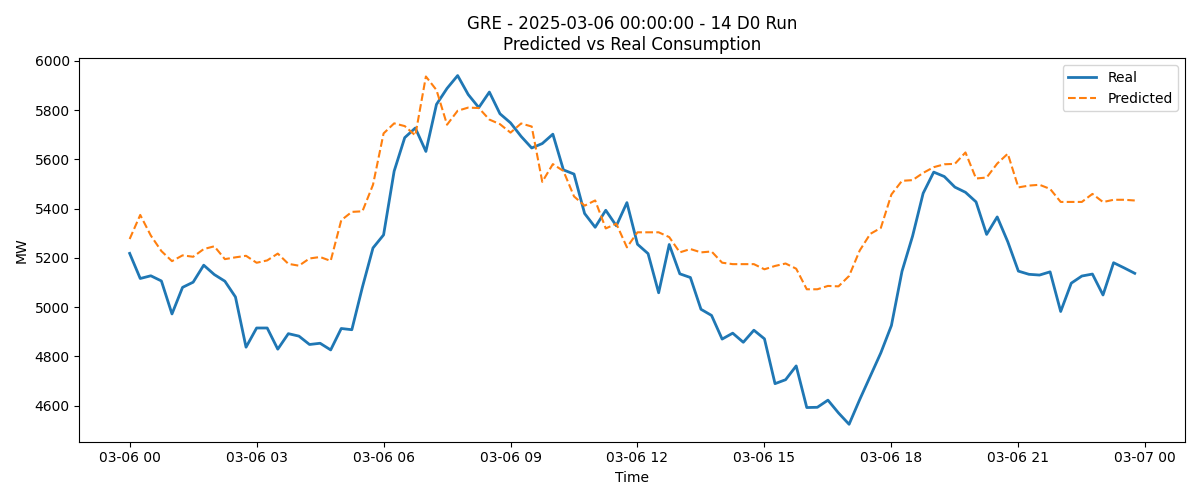 GRE - 2025-03-06 00:00:00 - 14 D0 Run
Predicted vs Real Consumption
6000
5800
5600
5400
5200
5000
4800
4600
MW
Real
Predicted
03-06 00
03-06 03
03-06 06
03-06 09
03-06 12
03-06 15
03-06 18
03-06 21
03-07 00
Time